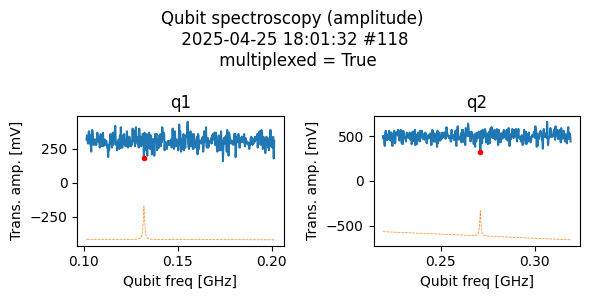 Qubit spectroscopy (amplitude)
2025-04-25 18:01:32 #118
multiplexed = True
q1
q2
Trans. amp. [mV]
250
0
−250
0.10
0.15
0.20
Qubit freq [GHz]
Trans. amp. [mV]
500
0
−500
0.25
0.30
Qubit freq [GHz]